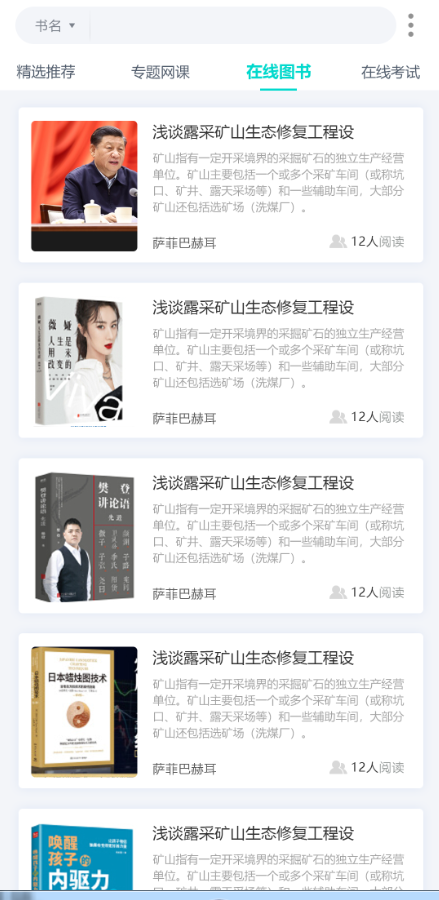 书名
精选推荐 专题网课 在线图书 在线考试
浅谈露采矿山生态修复工程设
矿山指有一定开采境界的采掘矿石的独立生产经营
单位。矿山主要包括一个或多个采矿车间（或称坑
口、矿井、露天采场等）和一些辅助车间，大部分
矿山还包括选矿场（洗煤厂）。
萨菲巴赫耳
12人阅读
薇 娅
人 生 是
用 未 来
改 变 的
浅谈露采矿山生态修复工程设
矿山指有一定开采境界的采掘矿石的独立生产经营
单位。矿山主要包括一个或多个采矿车间（或称坑
口、矿井、露天采场等）和一些辅助车间，大部分
矿山还包括选矿场（洗煤厂）。
萨菲巴赫耳
12人阅读
樊登
讲论语
先进
樊 登
讲论语
先进
浅谈露采矿山生态修复工程设
矿山指有一定开采境界的采掘矿石的独立生产经营
单位。矿山主要包括一个或多个采矿车间（或称坑
口、矿井、露天采场等）和一些辅助车间，大部分
矿山还包括选矿场（洗煤厂）。
萨菲巴赫耳
12人阅读
日本蜡烛图技术
浅谈露采矿山生态修复工程设
矿山指有一定开采境界的采掘矿石的独立生产经营
单位。矿山主要包括一个或多个采矿车间（或称坑
口、矿井、露天采场等）和一些辅助车间，大部分
矿山还包括选矿场（洗煤厂）。
萨菲巴赫耳
12人阅读
唤醒
孩子的
内驱力
浅谈露采矿山生态修复工程设
矿山指有一定开采境界的采掘矿石的独立生产经营
单位。矿山主要包括一个或多个采矿车间（或称坑